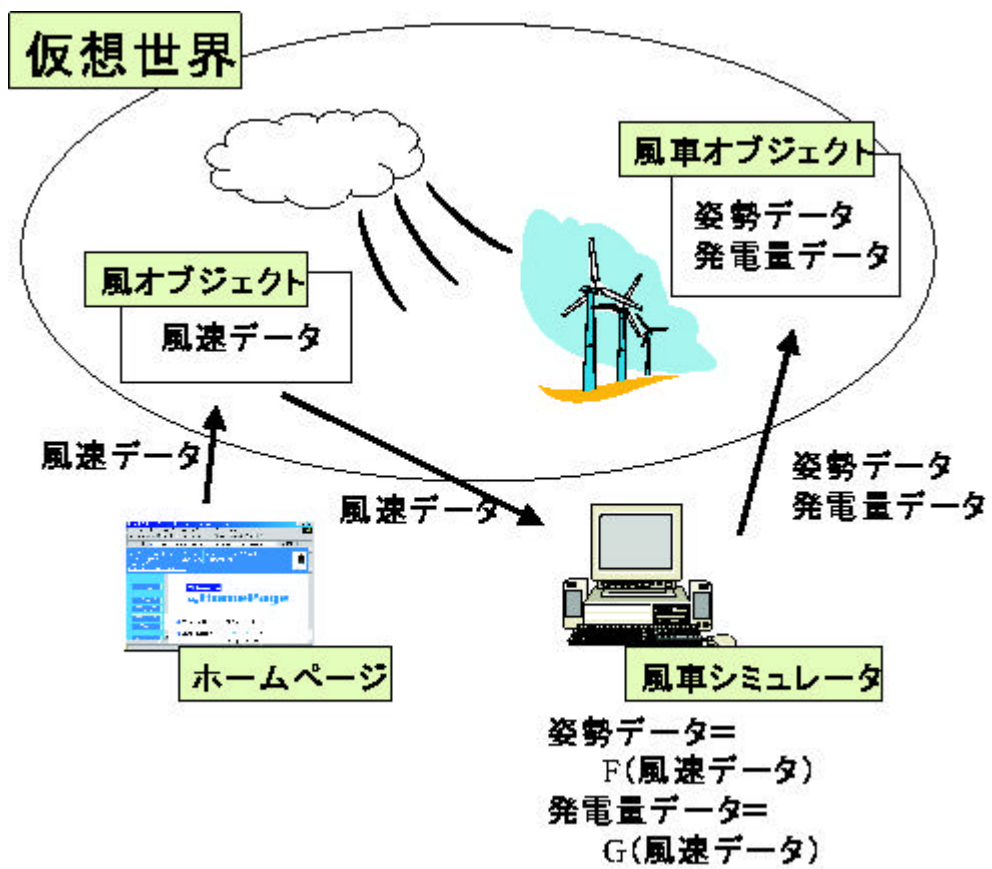 仮想世界
風車オブジェクト
姿勢データ
発電量データ
風オブジェクト
風速データ
風速データ
風速データ
姿勢データ
発電量データ
HomePage
ホームページ
風車シミュレータ
姿勢データ=
F(風速データ)
発電量データ=
G(風速データ)